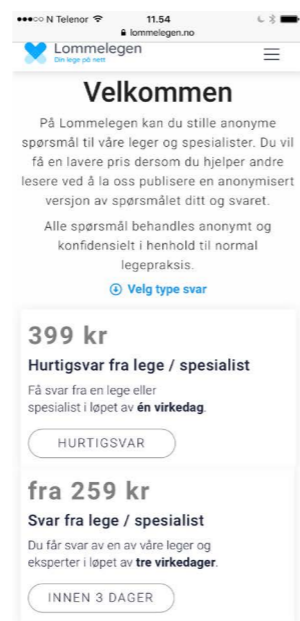 N Telenor 11.54
lommelegen.no
Lommelegen
Din lege på nett
Velkommen
På Lommelegen kan du stille anonyme
spørsmål til våre leger og spesialister. Du vil
få en lavere pris dersom du hjelper andre
lesere ved å la oss publisere en anonymisert
versjon av spørsmålet ditt og svaret.
Alle spørsmål behandles anonymt og
konfidensielt i henhold til normal
legepraksis.
Velg type svar
399 kr
Hurtigsvar fra lege / spesialist
Få svar fra en lege eller
spesialist i løpet av én virkedag.
HURTIGSVAR
fra 259 kr
Svar fra lege / spesialist
Du får svar av en av våre leger og
eksperter i løpet av tre virkedager.
INNEN 3 DAGER